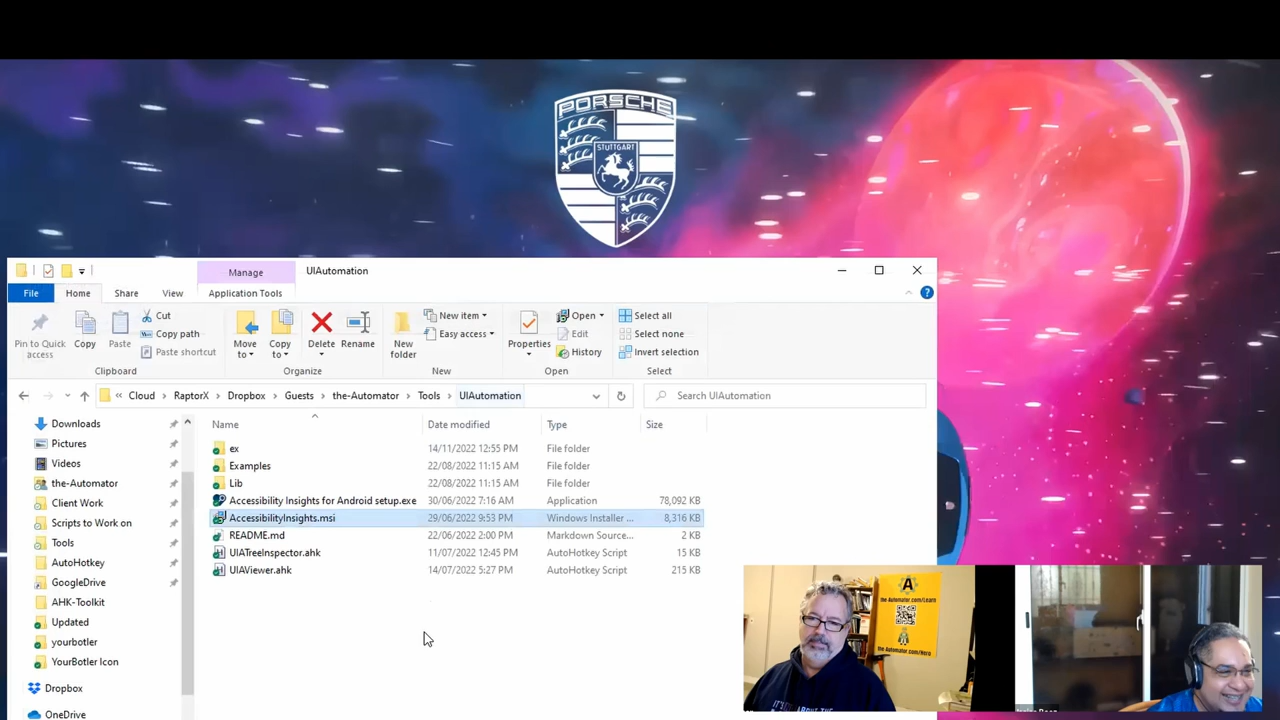 PORSCHE
STUTTGART
Manage
UIAutomation
File
Home
Share
View
Application Tools
Pin to Quick access
Copy
Paste
Cut
Copy path
Paste shortcut
Move to
Copy to
Delete
Rename
New folder
New item
Easy access
Properties
Open
Edit
History
Select all
Select none
Invert selection
Clipboard
Organize
New
Open
Select
« Cloud > RaptorX > Dropbox > Guests > the-Automator > Tools > UIAutomation
Search UIAutomation
Name Date modified Type Size
Downloads
Pictures
Videos
the-Automator
Client Work
Scripts to Work on
Tools
AutoHotkey
GoogleDrive
AHK-Toolkit
Updated
yourbotler
YourBotler Icon
Dropbox
OneDrive
ex 14/11/2022 12:55 PM File folder
Examples 22/08/2022 11:15 AM File folder
Lib 22/08/2022 11:15 AM File folder
Accessibility Insights for Android setup.exe 30/06/2022 7:16 AM Application 78,092 KB
AccessibilityInsights.msi 29/06/2022 9:53 PM Windows Installer ... 8,316 KB
README.md 22/06/2022 2:00 PM Markdown Source... 2 KB
UIATreeInspector.ahk 11/07/2022 12:45 PM AutoHotkey Script 15 KB
UIAViewer.ahk 14/07/2022 5:27 PM AutoHotkey Script 215 KB
A
the-Automator.com/Learn
the-Automator.com/Hero